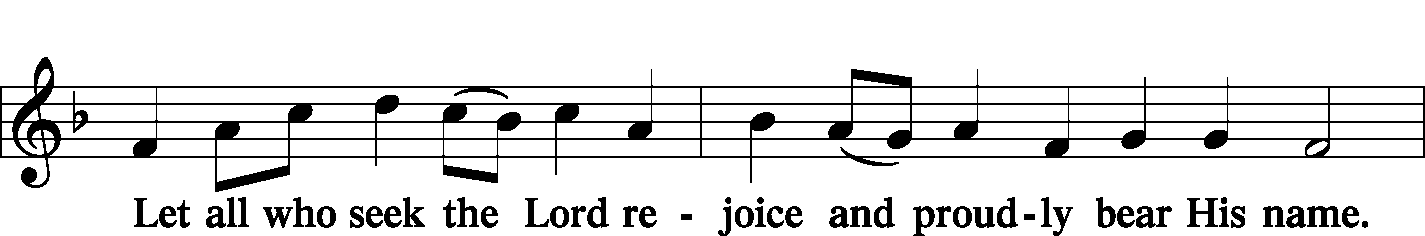 Let all who seek the Lord re - joice and proud-ly bear His name.